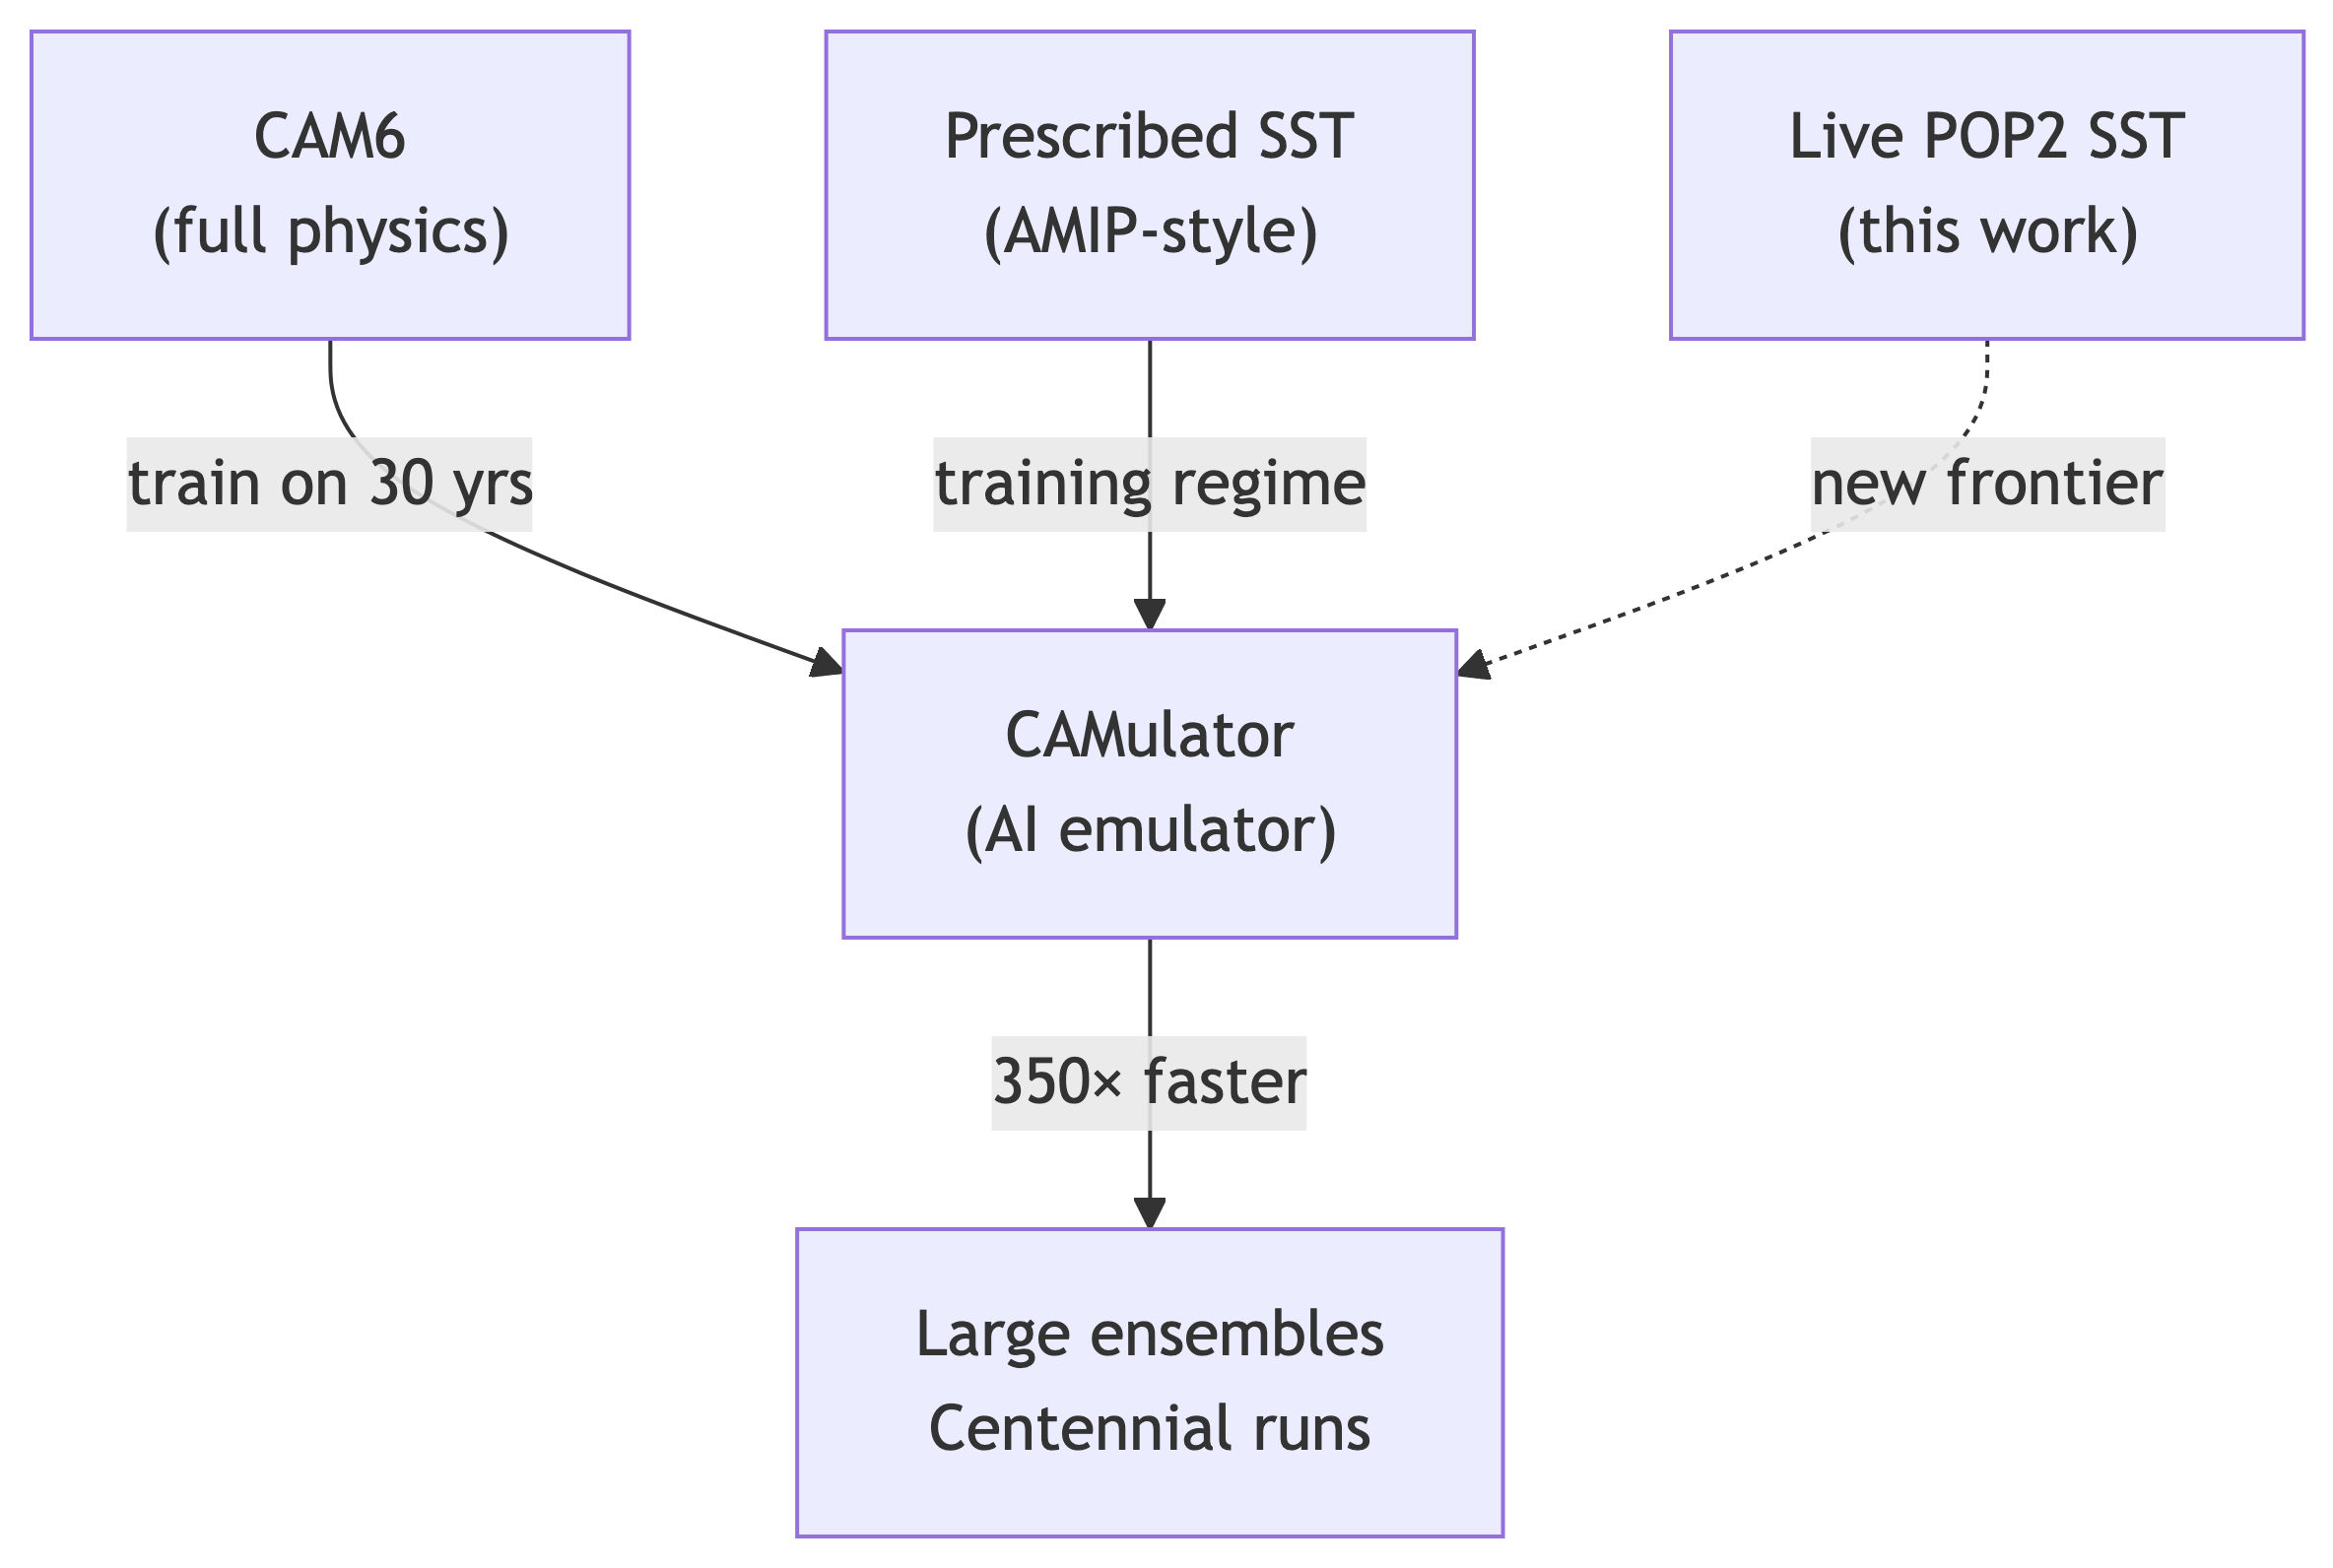 CAM6
(full physics)
Prescribed SST
(AMIP-style)
Live POP2 SST
(this work)
train on 30 yrs
training regime
new frontier
CAMulator
(AI emulator)
350× faster
Large ensembles
Centennial runs